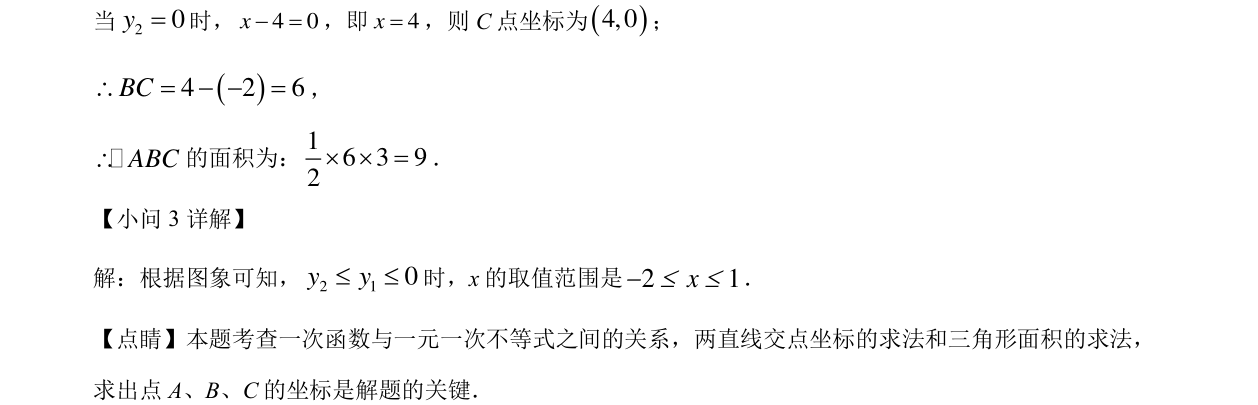 当 y₂ = 0 时，x − 4 = 0，即 x = 4，则 C 点坐标为 (4,0)；
∴ BC = 4 − (−2) = 6，
∴□ABC 的面积为：1/2 × 6 × 3 = 9．
【小问 3 详解】
解：根据图象可知，y₂ ≤ y₁ ≤ 0 时，x 的取值范围是 −2 ≤ x ≤ 1．
【点睛】本题考查一次函数与一元一次不等式之间的关系，两直线交点坐标的求法和三角形面积的求法，
求出点 A、B、C 的坐标是解题的关键．